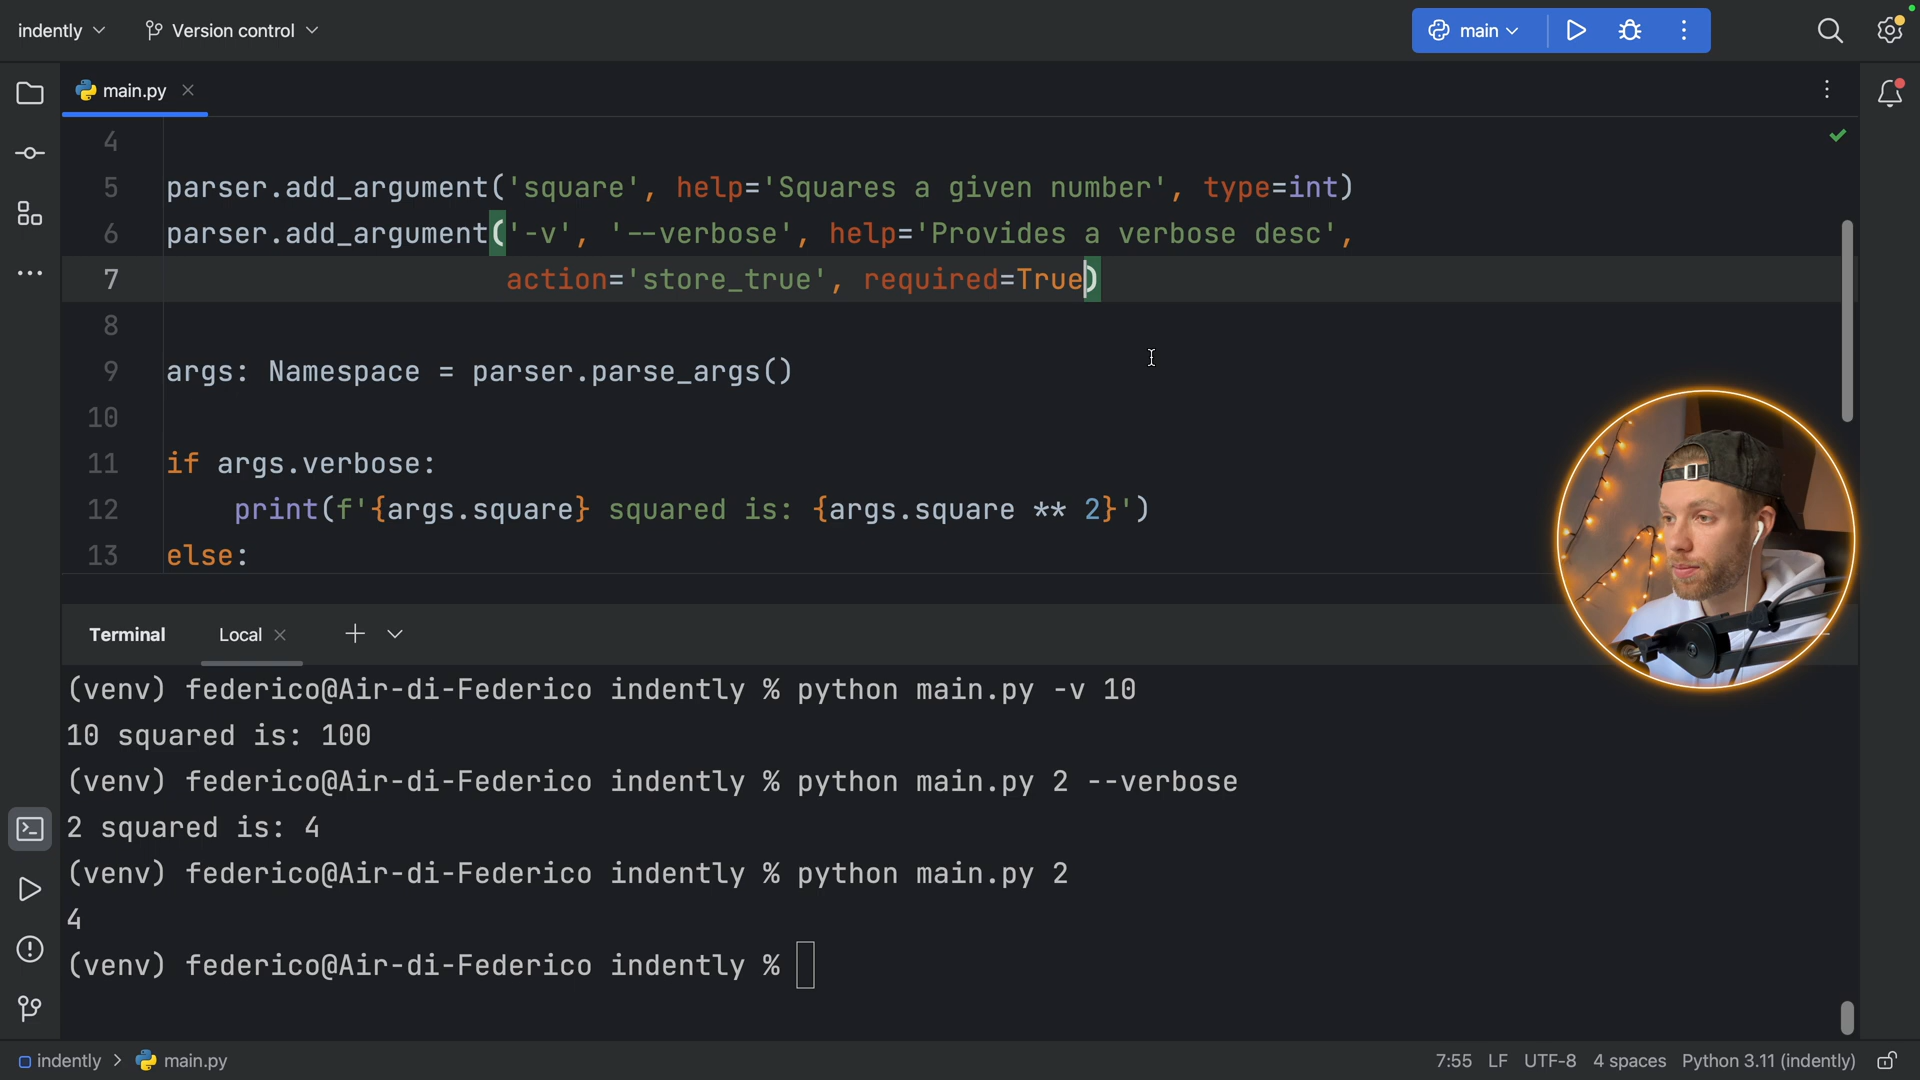 indently
Version control
main
main.py
4
5 parser.add_argument('square', help='Squares a given number', type=int)
6 parser.add_argument('-v', '--verbose', help='Provides a verbose desc',
7 action='store_true', required=True)
8
9 args: Namespace = parser.parse_args()
10
11 if args.verbose:
12 print(f'{args.square} squared is: {args.square ** 2}')
13 else:
Terminal Local
(venv) federico@Air-di-Federico indently % python main.py -v 10
10 squared is: 100
(venv) federico@Air-di-Federico indently % python main.py 2 --verbose
2 squared is: 4
(venv) federico@Air-di-Federico indently % python main.py 2
4
(venv) federico@Air-di-Federico indently %
indently > main.py
7:55 LF UTF-8 4 spaces Python 3.11 (indently)